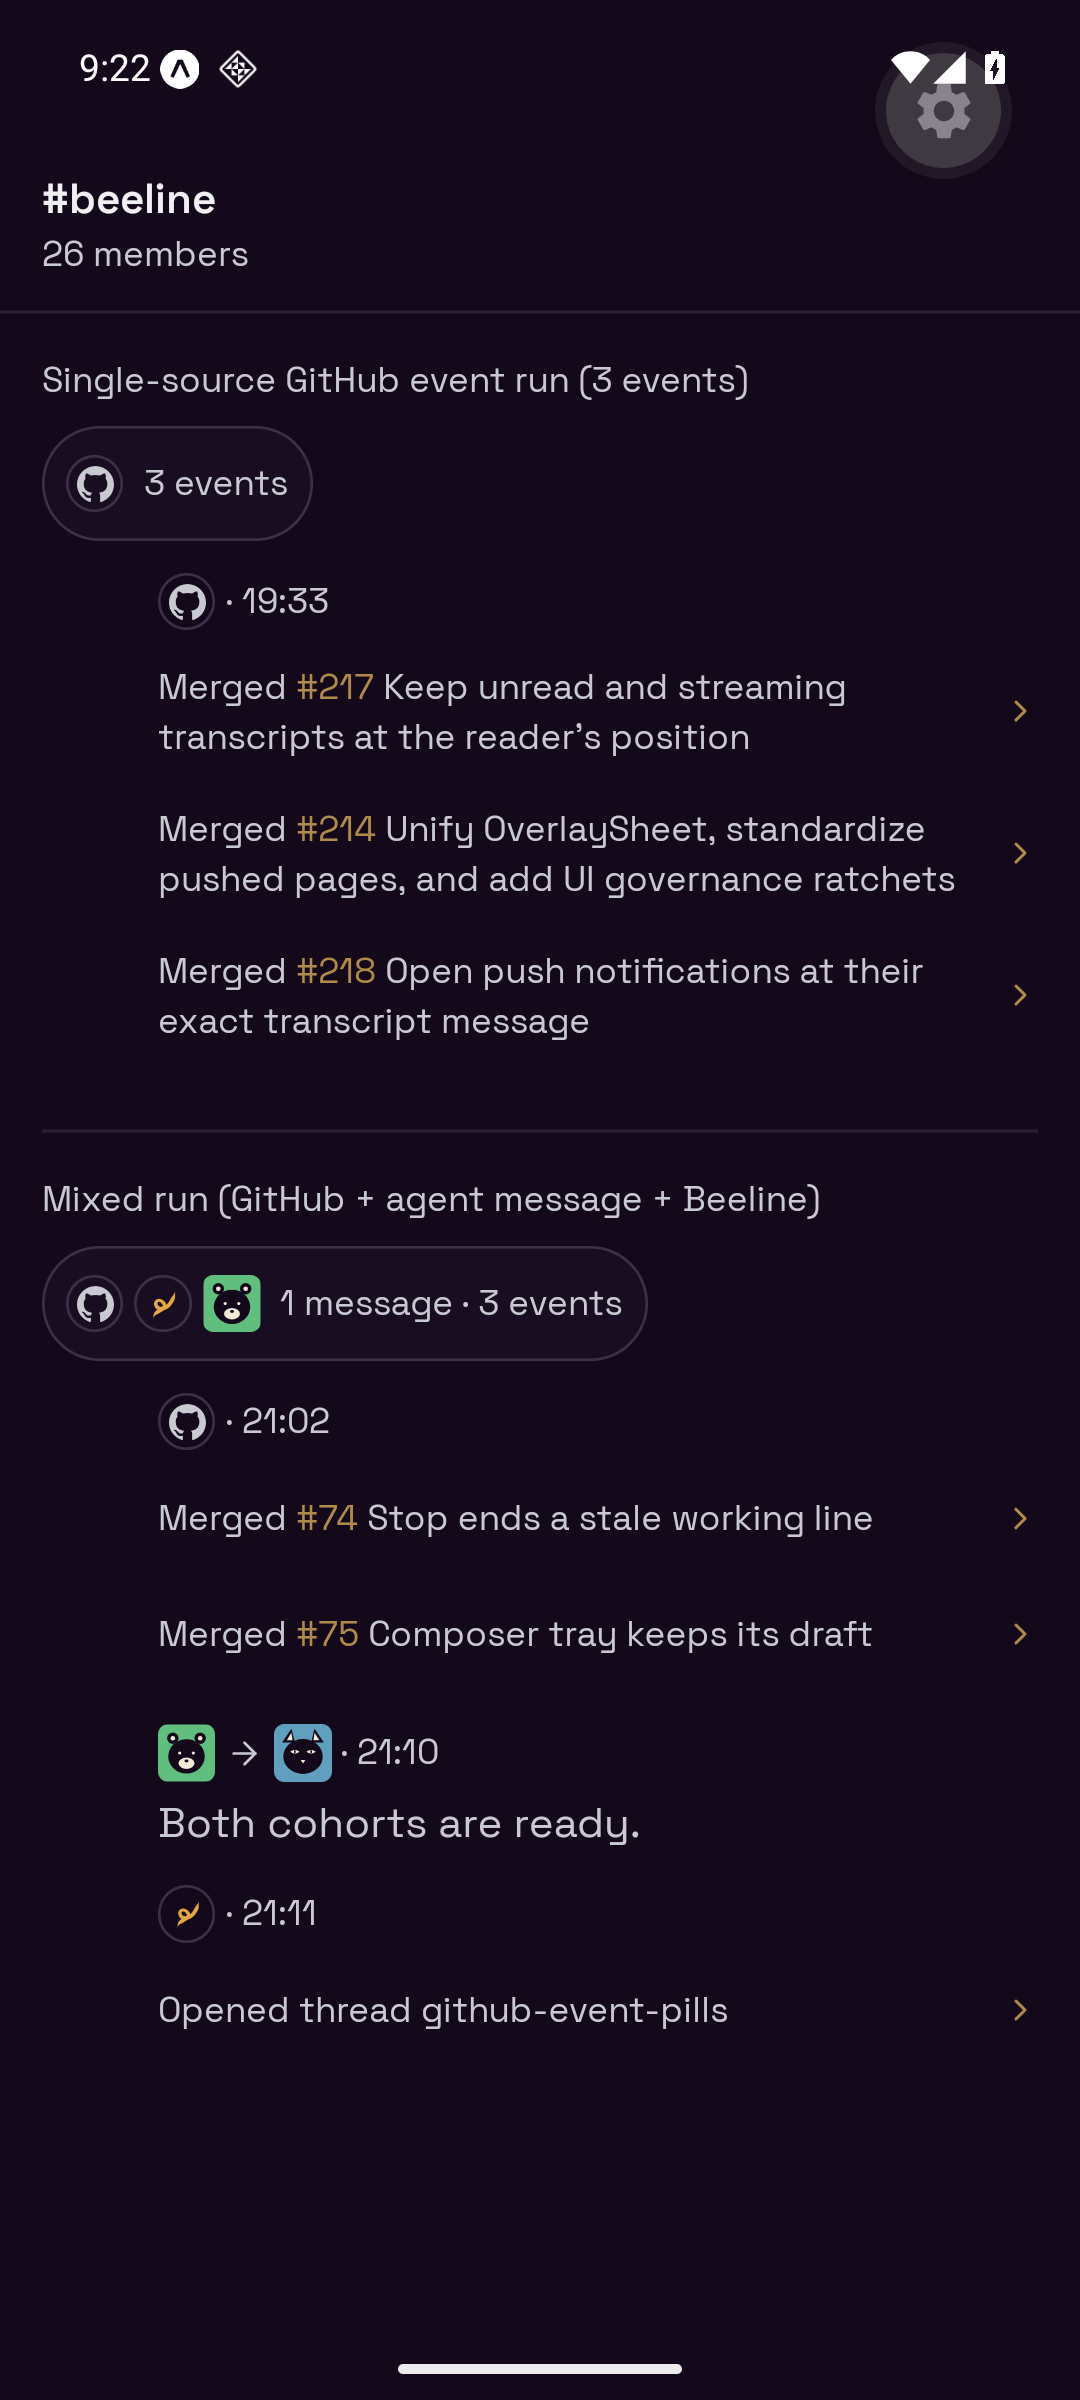 9:22
#beeline
26 members
Single-source GitHub event run (3 events)
3 events
· 19:33
Merged #217 Keep unread and streaming
transcripts at the reader’s position
Merged #214 Unify OverlaySheet, standardize
pushed pages, and add UI governance ratchets
Merged #218 Open push notifications at their
exact transcript message
Mixed run (GitHub + agent message + Beeline)
1 message · 3 events
· 21:02
Merged #74 Stop ends a stale working line
Merged #75 Composer tray keeps its draft
→ · 21:10
Both cohorts are ready.
· 21:11
Opened thread github-event-pills